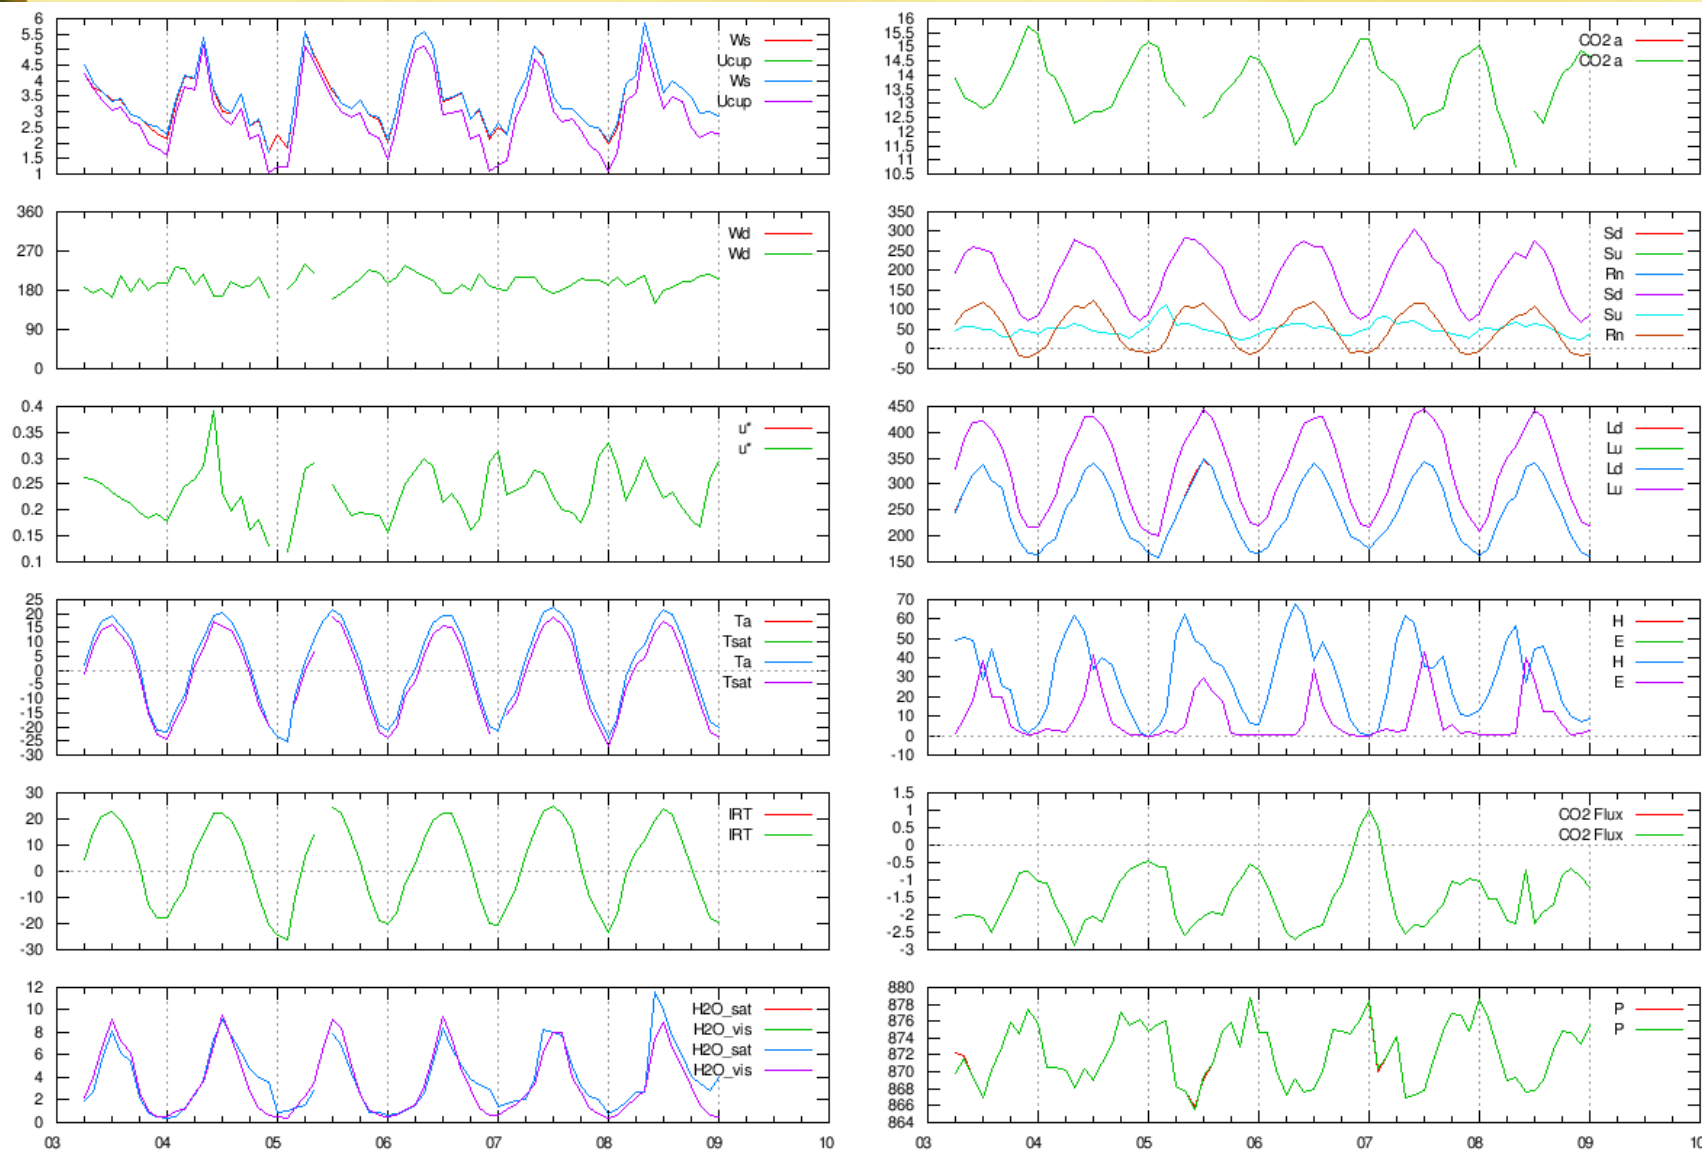 6
5.5
5
4.5
4
3.5
3
2.5
2
1.5
1
Ws
Ucup
Ws
Ucup
16
15.5
15
14.5
14
13.5
13
12.5
12
11.5
11
10.5
CO2 a
CO2 a
360
270
180
90
0
Wd
Wd
350
300
250
200
150
100
50
0
-50
Sd
Su
Rn
Sd
Su
Rn
0.4
0.35
0.3
0.25
0.2
0.15
0.1
u*
u*
450
400
350
300
250
200
150
Ld
Lu
Ld
Lu
25
20
15
10
5
0
-5
-10
-15
-20
-25
-30
Ta
Tsat
Ta
Tsat
70
60
50
40
30
20
10
0
-10
H
E
H
E
30
20
10
0
-10
-20
-30
IRT
IRT
1.5
1
0.5
0
-0.5
-1
-1.5
-2
-2.5
-3
CO2 Flux
CO2 Flux
12
10
8
6
4
2
0
H2O_sat
H2O_vis
H2O_sat
H2O_vis
03 04 05 06 07 08 09 10
880
878
876
874
872
870
868
866
864
P
P
03 04 05 06 07 08 09 10